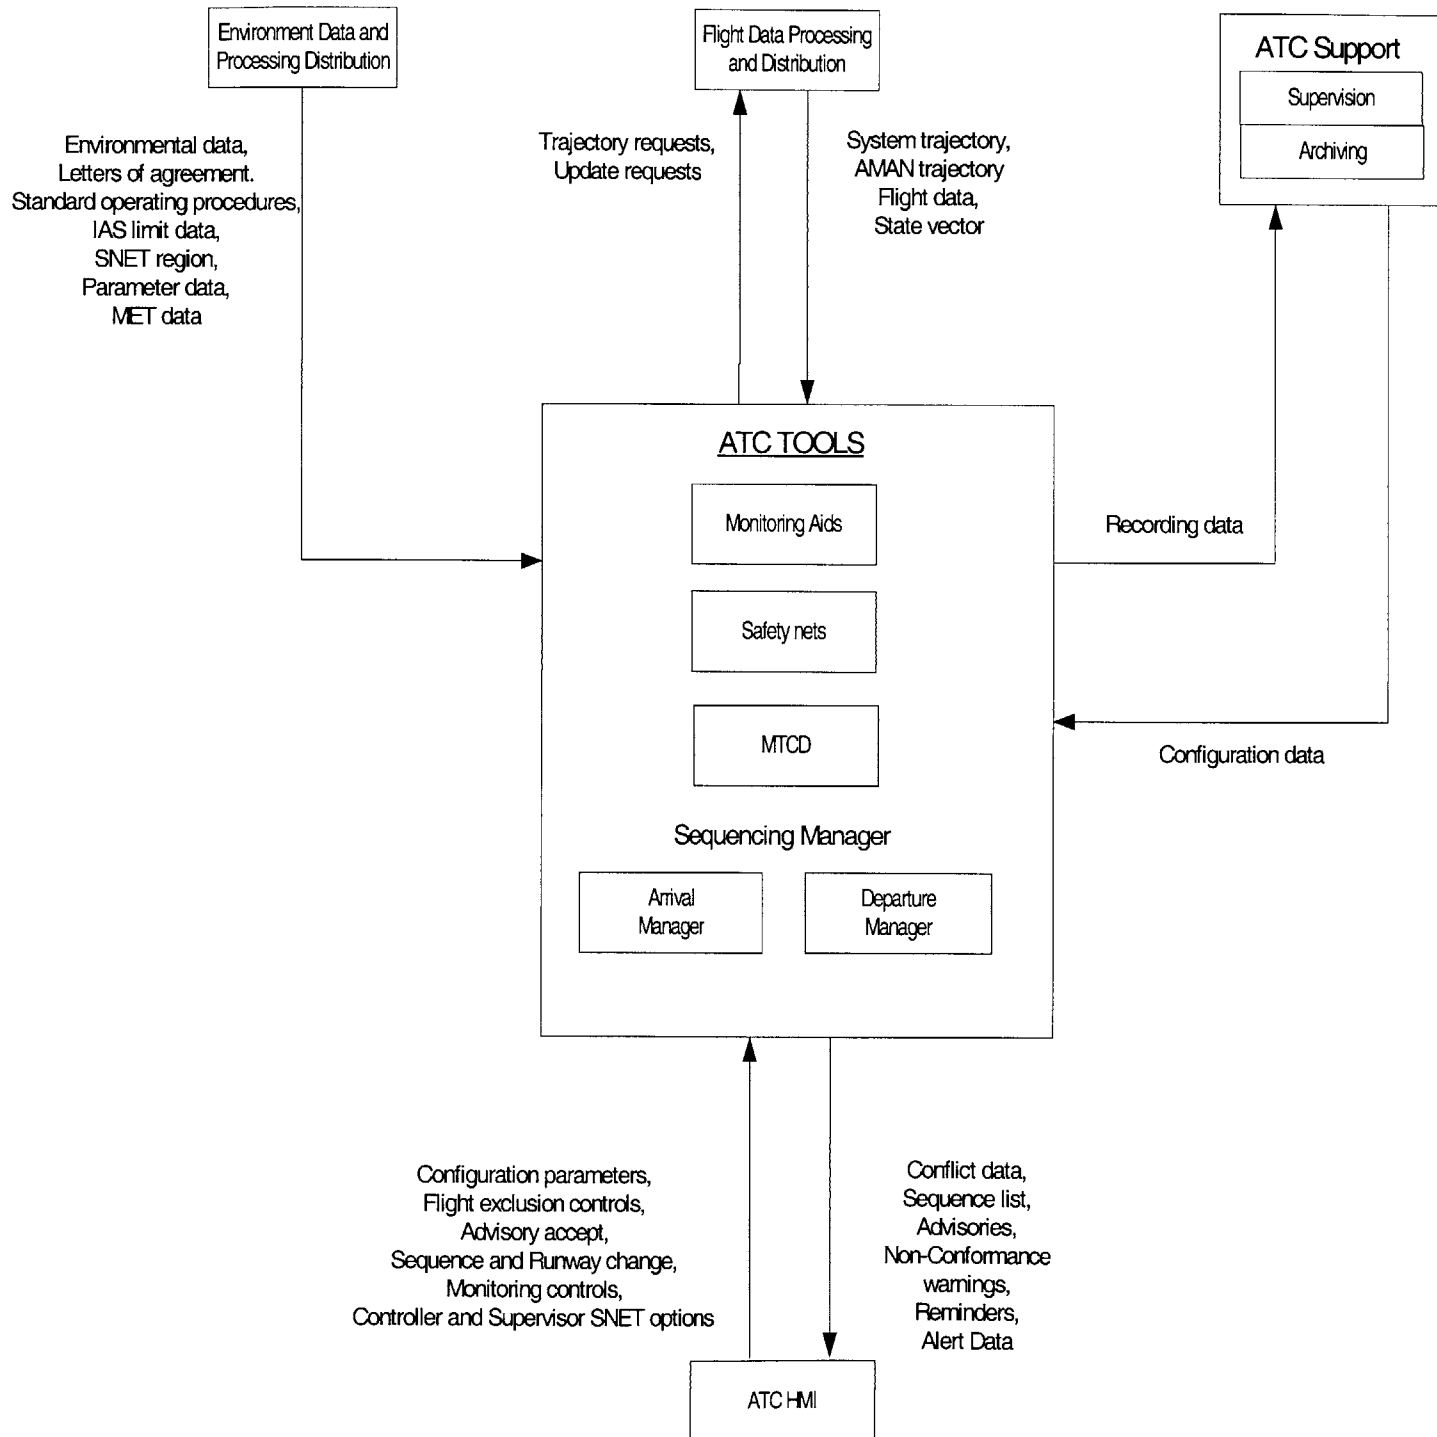 Environment Data and
Processing Distribution
Flight Data Processing
and Distribution
ATC Support
Supervision
Archiving
Environmental data,
Letters of agreement.
Standard operating procedures,
IAS limit data,
SNET region,
Parameter data,
MET data
Trajectory requests,
Update requests
System trajectory,
AMAN trajectory
Flight data,
State vector
ATC TOOLS
Monitoring Aids
Safety nets
MTCD
Sequencing Manager
Arrival
Manager
Departure
Manager
Recording data
Configuration data
Configuration parameters,
Flight exclusion controls,
Advisory accept,
Sequence and Runway change,
Monitoring controls,
Controller and Supervisor SNET options
Conflict data,
Sequence list,
Advisories,
Non-Conformance
warnings,
Reminders,
Alert Data
ATC HMI